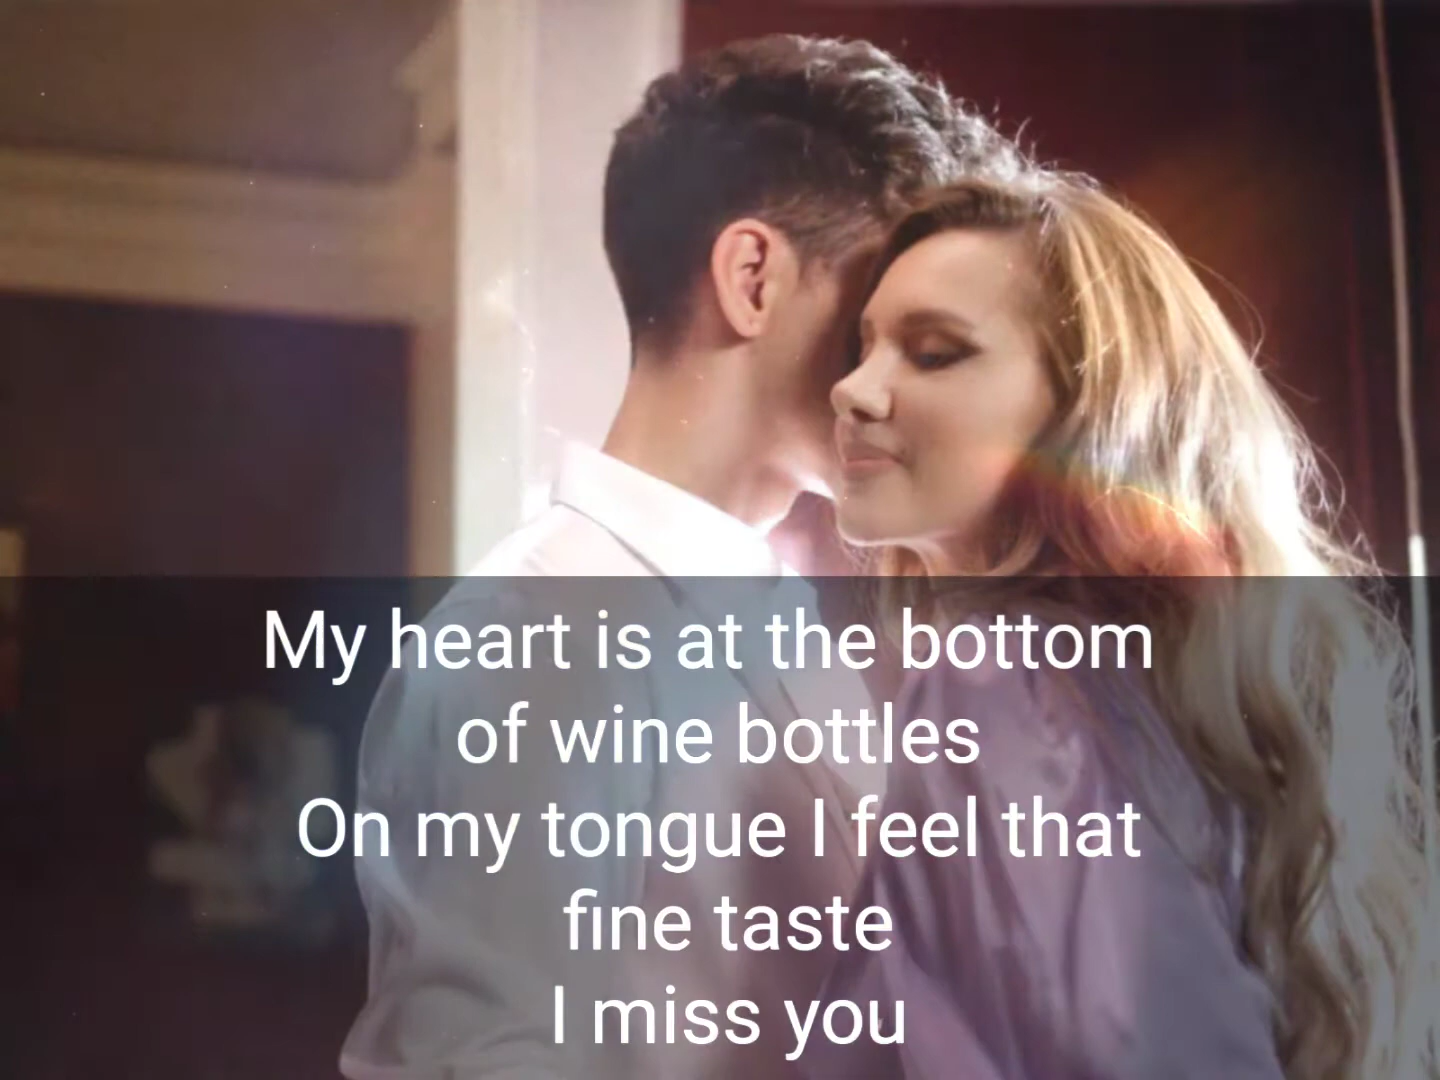 My heart is at the bottom
of wine bottles
On my tongue I feel that
fine taste
I miss you